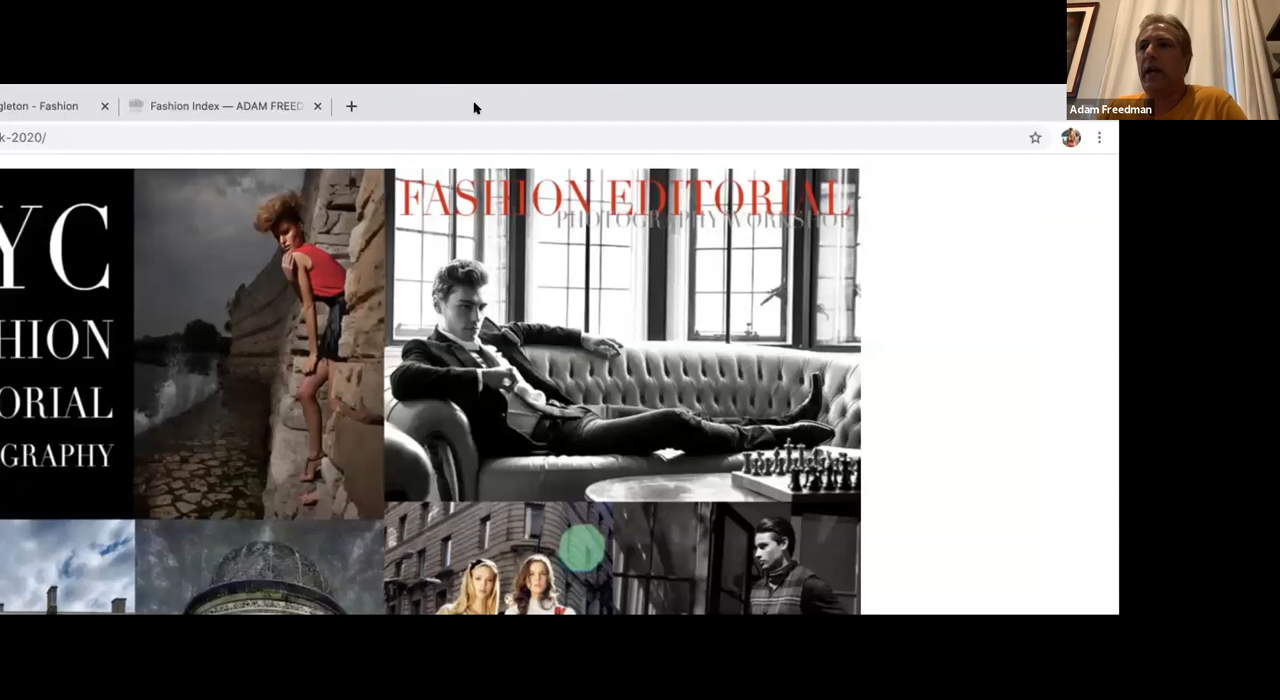 Adam Freedman
gleton - Fashion
Fashion Index — ADAM FREED
k-2020/
YC
HION
ORIAL
GRAPHY
FASHION EDITORIAL
PHOTOGRAPHY WORKSHOP